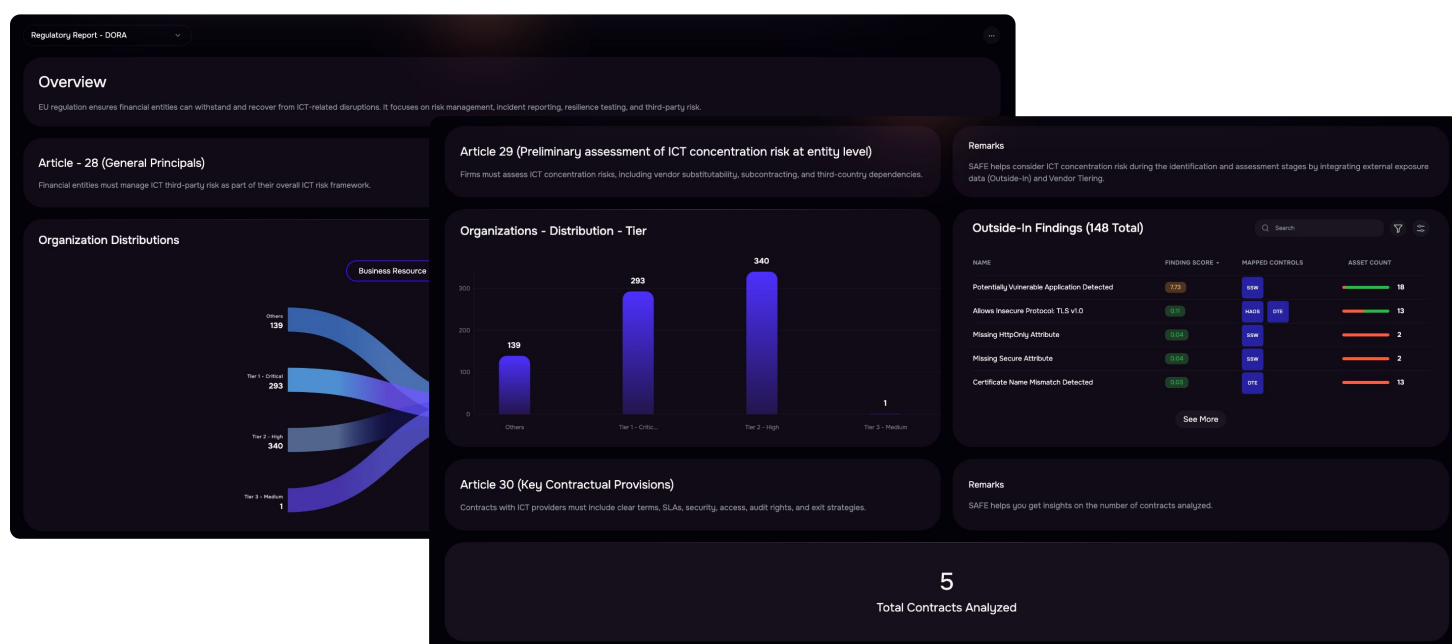 Regulatory Report - DORA
Overview
EU regulation ensures financial entities can withstand and recover from ICT-related disruptions. It focuses on risk management, incident reporting, resilience testing, and third-party risk.
Article - 28 (General Principals)
Financial entities must manage ICT third-party risk as part of their overall ICT risk framework.
Organization Distributions
Business Resource
Others
139
Tier 1 - Critical
293
Tier 2 - High
340
Tier 3 - Medium
1
Article 29 (Preliminary assessment of ICT concentration risk at entity level)
Firms must assess ICT concentration risks, including vendor substitutability, subcontracting, and third-country dependencies.
Remarks
SAFE helps consider ICT concentration risk during the identification and assessment stages by integrating external exposure
data (Outside-In) and Vendor Tiering.
Organizations - Distribution - Tier
300
200
100
0
139
293
340
1
Others
Tier 1 - Critic...
Tier 2 - High
Tier 3 - Medium
Outside-In Findings (148 Total)
Search
NAME FINDING SCORE MAPPED CONTROLS ASSET COUNT
Potentially Vulnerable Application Detected 7.73 SSW 18
Allows Insecure Protocol: TLS v1.0 0.11 HAOS DTE 13
Missing HttpOnly Attribute 0.04 SSW 2
Missing Secure Attribute 0.04 SSW 2
Certificate Name Mismatch Detected 0.03 DTE 13
See More
Article 30 (Key Contractual Provisions)
Contracts with ICT providers must include clear terms, SLAs, security, access, audit rights, and exit strategies.
Remarks
SAFE helps you get insights on the number of contracts analyzed.
5
Total Contracts Analyzed